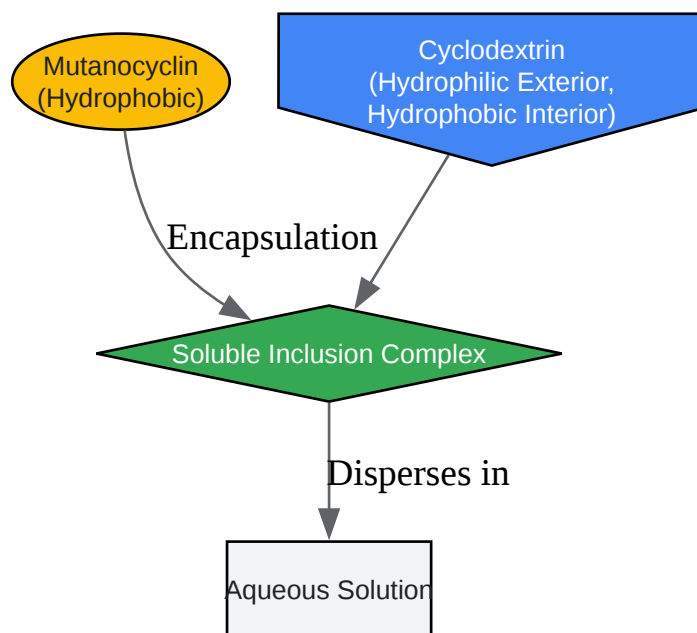 Mutanocyclin
(Hydrophobic)
Cyclodextrin
(Hydrophilic Exterior,
Hydrophobic Interior)
Encapsulation
Soluble Inclusion Complex
Disperses in
Aqueous Solution